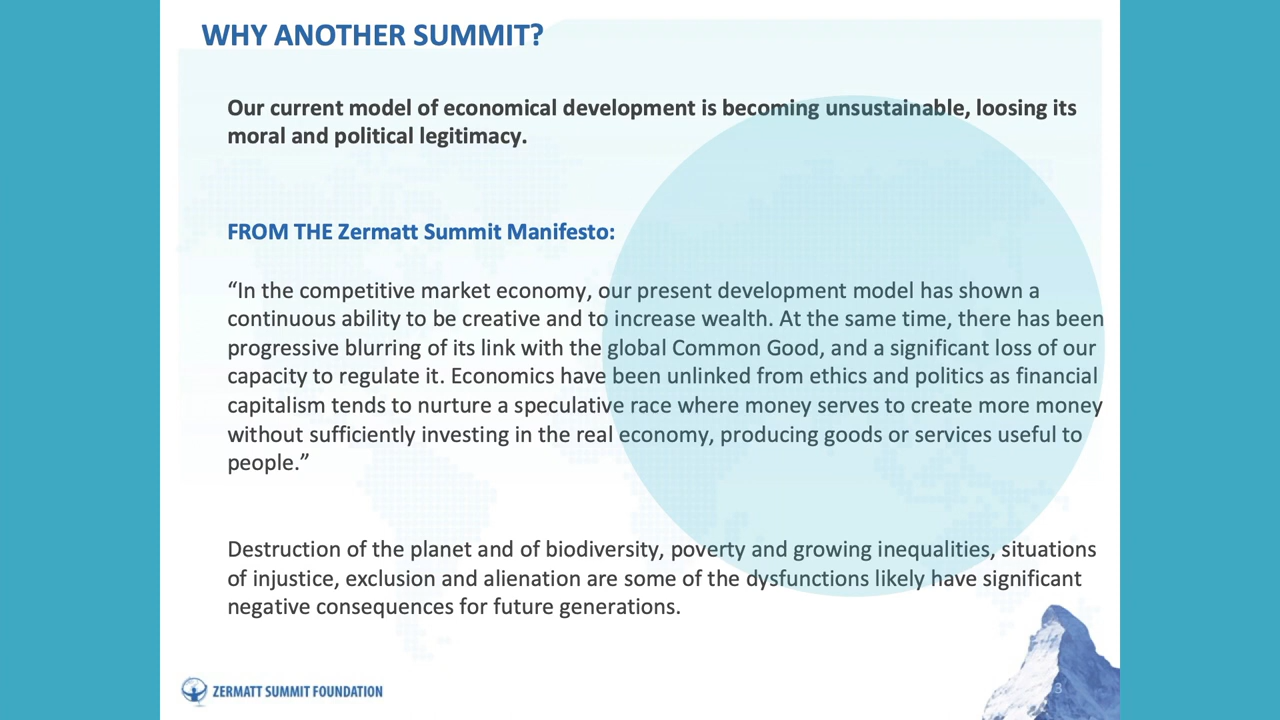 WHY ANOTHER SUMMIT?
Our current model of economical development is becoming unsustainable, loosing its
moral and political legitimacy.
FROM THE Zermatt Summit Manifesto:
“In the competitive market economy, our present development model has shown a
continuous ability to be creative and to increase wealth. At the same time, there has been
progressive blurring of its link with the global Common Good, and a significant loss of our
capacity to regulate it. Economics have been unlinked from ethics and politics as financial
capitalism tends to nurture a speculative race where money serves to create more money
without sufficiently investing in the real economy, producing goods or services useful to
people.”
Destruction of the planet and of biodiversity, poverty and growing inequalities, situations
of injustice, exclusion and alienation are some of the dysfunctions likely have significant
negative consequences for future generations.
ZERMATT SUMMIT FOUNDATION
3